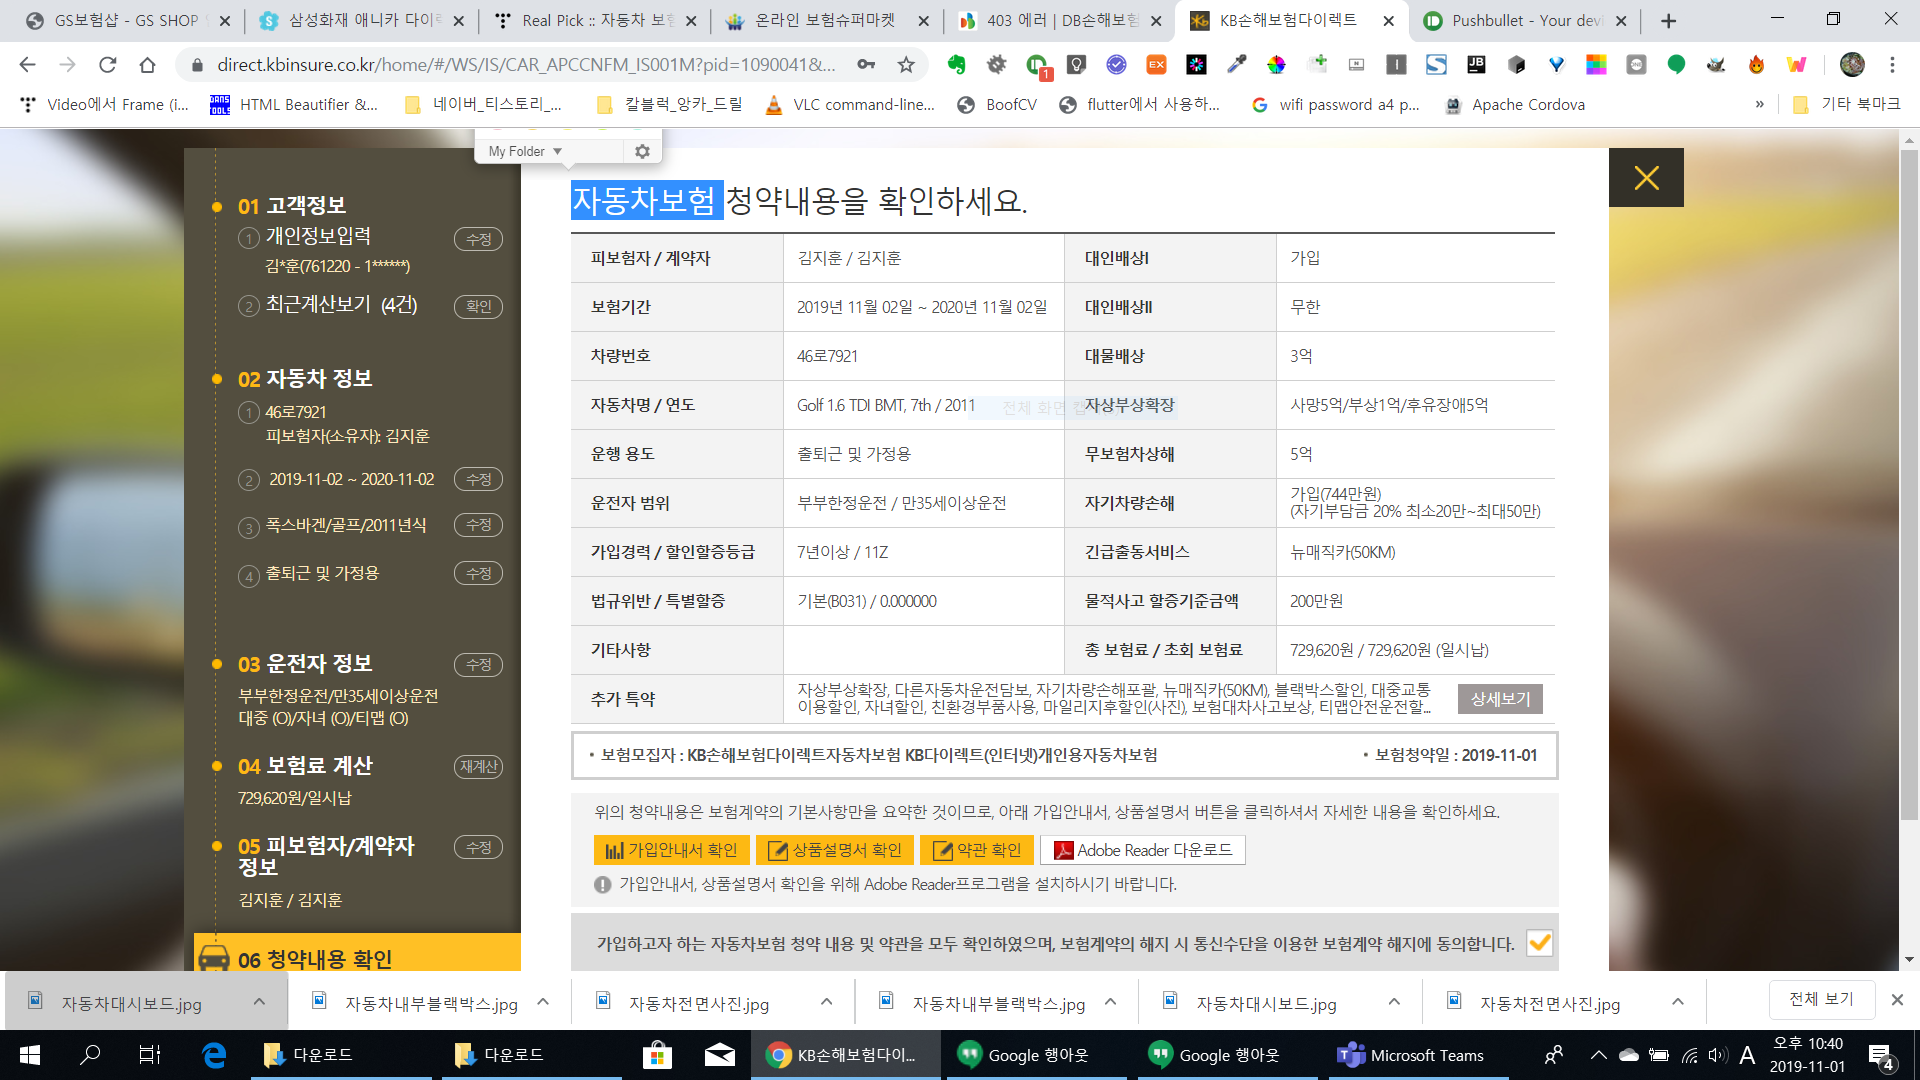 GS보험샵 - GS SHOP
삼성화재 애니카 다이렉
Real Pick :: 자동차 보험
온라인 보험슈퍼마켓
403 에러 | DB손해보험
KB손해보험다이렉트
Pushbullet - Your devi
direct.kbinsure.co.kr/home/#/WS/IS/CAR_APCCNFM_IS001M?pid=1090041&...
1
EX
JB
Video에서 Frame (i...
HTML Beautifier &...
네이버_티스토리_...
칼블럭_앙카_드릴
VLC command-line...
BoofCV
flutter에서 사용하...
wifi password a4 p...
Apache Cordova
»
기타 북마크
My Folder
01 고객정보
1 개인정보입력
수정
김*훈(761220 - 1******)
2 최근계산보기 (4건)
확인
02 자동차 정보
1 46로7921
피보험자(소유자): 김지훈
2 2019-11-02 ~ 2020-11-02
수정
3 폭스바겐/골프/2011년식
수정
4 출퇴근 및 가정용
수정
03 운전자 정보
수정
부부한정운전/만35세이상운전
대중 (O)/자녀 (O)/티맵 (O)
04 보험료 계산
재계산
729,620원/일시납
05 피보험자/계약자
정보
수정
김지훈 / 김지훈
06 청약내용 확인
자동차보험 청약내용을 확인하세요.
피보험자 / 계약자 김지훈 / 김지훈 대인배상I 가입
보험기간 2019년 11월 02일 ~ 2020년 11월 02일 대인배상II 무한
차량번호 46로7921 대물배상 3억
자동차명 / 연도 Golf 1.6 TDI BMT, 7th / 2011 자상부상확장 사망5억/부상1억/후유장애5억
전체 화면 캡
운행 용도 출퇴근 및 가정용 무보험차상해 5억
운전자 범위 부부한정운전 / 만35세이상운전 자기차량손해 가입(744만원)
(자기부담금 20% 최소20만~최대50만)
가입경력 / 할인할증등급 7년이상 / 11Z 긴급출동서비스 뉴매직카(50KM)
법규위반 / 특별할증 기본(B031) / 0.000000 물적사고 할증기준금액 200만원
기타사항 총 보험료 / 초회 보험료 729,620원 / 729,620원 (일시납)
추가 특약 자상부상확장, 다른자동차운전담보, 자기차량손해포괄, 뉴매직카(50KM), 블랙박스할인, 대중교통
이용할인, 자녀할인, 친환경부품사용, 마일리지후할인(사진), 보험대차사고보상, 티맵안전운전할...
상세보기
• 보험모집자 : KB손해보험다이렉트자동차보험 KB다이렉트(인터넷)개인용자동차보험
• 보험청약일 : 2019-11-01
위의 청약내용은 보험계약의 기본사항만을 요약한 것이므로, 아래 가입안내서, 상품설명서 버튼을 클릭하셔서 자세한 내용을 확인하세요.
가입안내서 확인
상품설명서 확인
약관 확인
Adobe Reader 다운로드
가입안내서, 상품설명서 확인을 위해 Adobe Reader프로그램을 설치하시기 바랍니다.
가입하고자 하는 자동차보험 청약 내용 및 약관을 모두 확인하였으며, 보험계약의 해지 시 통신수단을 이용한 보험계약 해지에 동의합니다.
자동차대시보드.jpg
자동차내부블랙박스.jpg
자동차전면사진.jpg
자동차내부블랙박스.jpg
자동차대시보드.jpg
자동차전면사진.jpg
전체 보기
다운로드
다운로드
KB손해보험다이...
Google 행아웃
Google 행아웃
Microsoft Teams
A
오후 10:40
2019-11-01
4